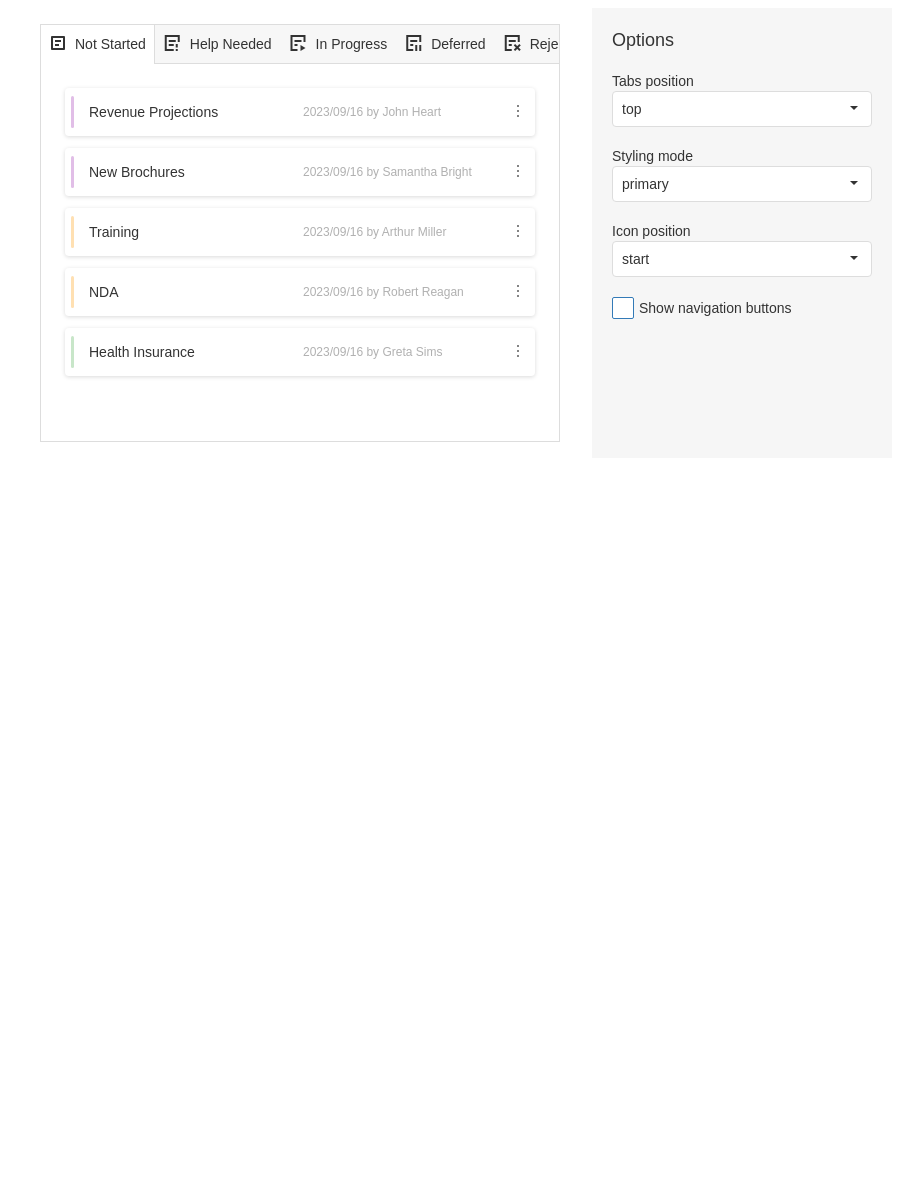 Not Started Help Needed In Progress Deferred Reje
Revenue Projections 2023/09/16 by John Heart
New Brochures 2023/09/16 by Samantha Bright
Training 2023/09/16 by Arthur Miller
NDA 2023/09/16 by Robert Reagan
Health Insurance 2023/09/16 by Greta Sims
Options
Tabs position
top
Styling mode
primary
Icon position
start
Show navigation buttons